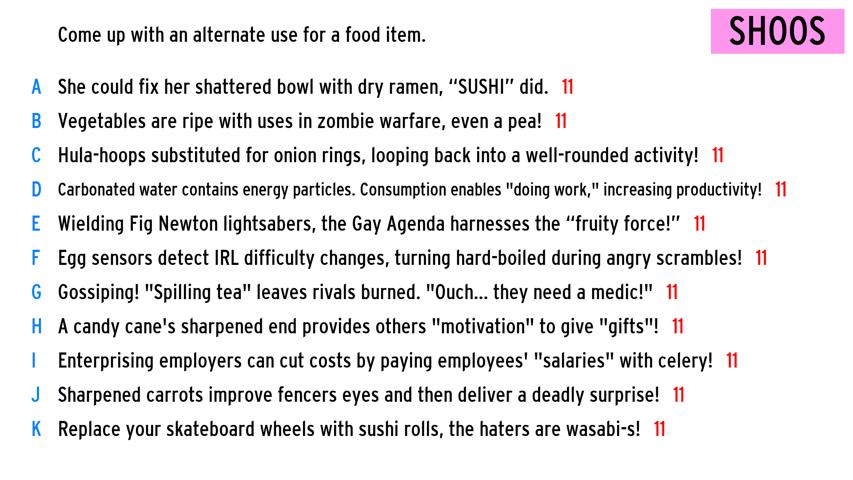 Come up with an alternate use for a food item.
SHOOS
A She could fix her shattered bowl with dry ramen, “SUSHI” did. 11
B Vegetables are ripe with uses in zombie warfare, even a pea! 11
C Hula-hoops substituted for onion rings, looping back into a well-rounded activity! 11
D Carbonated water contains energy particles. Consumption enables "doing work," increasing productivity! 11
E Wielding Fig Newton lightsabers, the Gay Agenda harnesses the “fruity force!” 11
F Egg sensors detect IRL difficulty changes, turning hard-boiled during angry scrambles! 11
G Gossiping! "Spilling tea" leaves rivals burned. "Ouch... they need a medic!" 11
H A candy cane's sharpened end provides others "motivation" to give "gifts"! 11
I Enterprising employers can cut costs by paying employees' "salaries" with celery! 11
J Sharpened carrots improve fencers eyes and then deliver a deadly surprise! 11
K Replace your skateboard wheels with sushi rolls, the haters are wasabi-s! 11